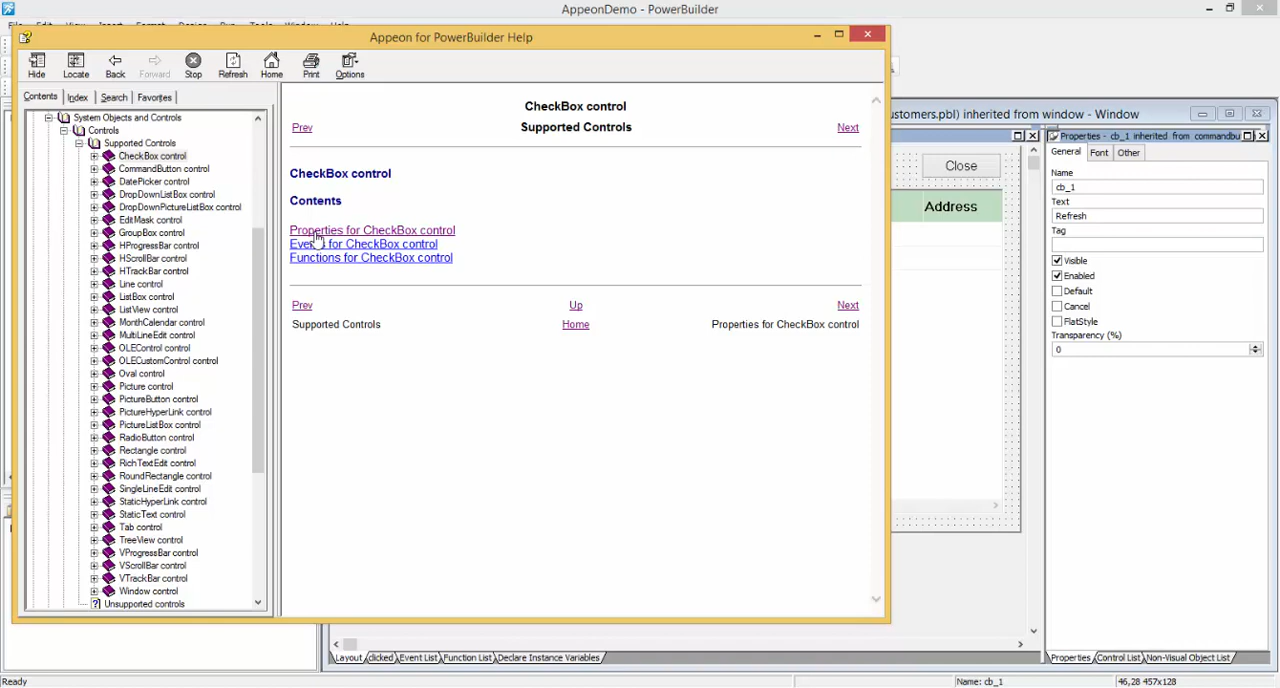 AppeonDemo - PowerBuilder
Appeon for PowerBuilder Help
Hide
Locate
Back
Forward
Stop
Refresh
Home
Print
Options
Contents
Index
Search
Favorites
System Objects and Controls
Controls
Supported Controls
CheckBox control
CommandButton control
DatePicker control
DropDownListBox control
DropDownPictureListBox control
EditMask control
GroupBox control
HProgressBar control
HScrollBar control
HTrackBar control
Line control
ListBox control
ListView control
MonthCalendar control
MultiLineEdit control
OLEControl control
OLECustomControl control
Oval control
Picture control
PictureButton control
PictureHyperLink control
PictureListBox control
RadioButton control
Rectangle control
RichTextEdit control
RoundRectangle control
SingleLineEdit control
StaticHyperLink control
StaticText control
Tab control
TreeView control
VProgressBar control
VScrollBar control
VTrackBar control
Window control
Unsupported controls
CheckBox control
Prev
Supported Controls
Next
CheckBox control
Contents
Properties for CheckBox control
Events for CheckBox control
Functions for CheckBox control
Prev
Up
Next
Supported Controls
Home
Properties for CheckBox control
ustomers.pbl) inherited from window - Window
Close
Address
Properties - cb_1 inherited from commandbu
General
Font
Other
Name
cb_1
Text
Refresh
Tag
Visible
Enabled
Default
Cancel
FlatStyle
Transparency (%)
0
Layout
clicked
Event List
Function List
Declare Instance Variables
Properties
Control List
Non-Visual Object List
Ready
Name: cb_1
46,28 457x128